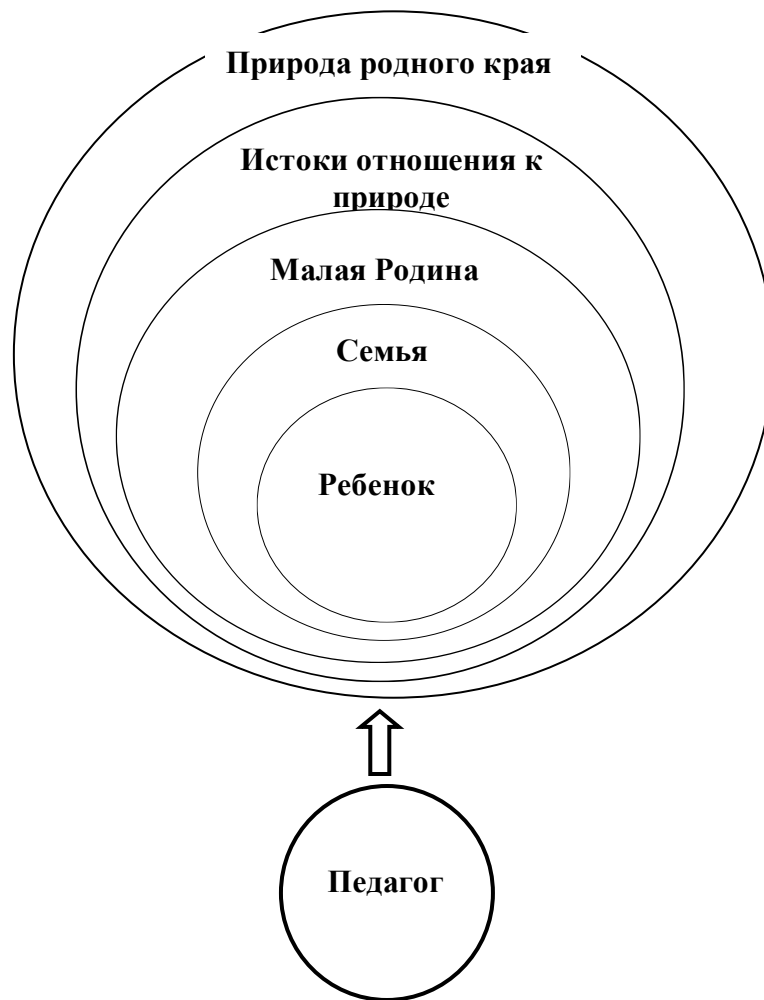 Природа родного края
Истоки отношения к
природе
Малая Родина
Семья
Ребенок
Педагог